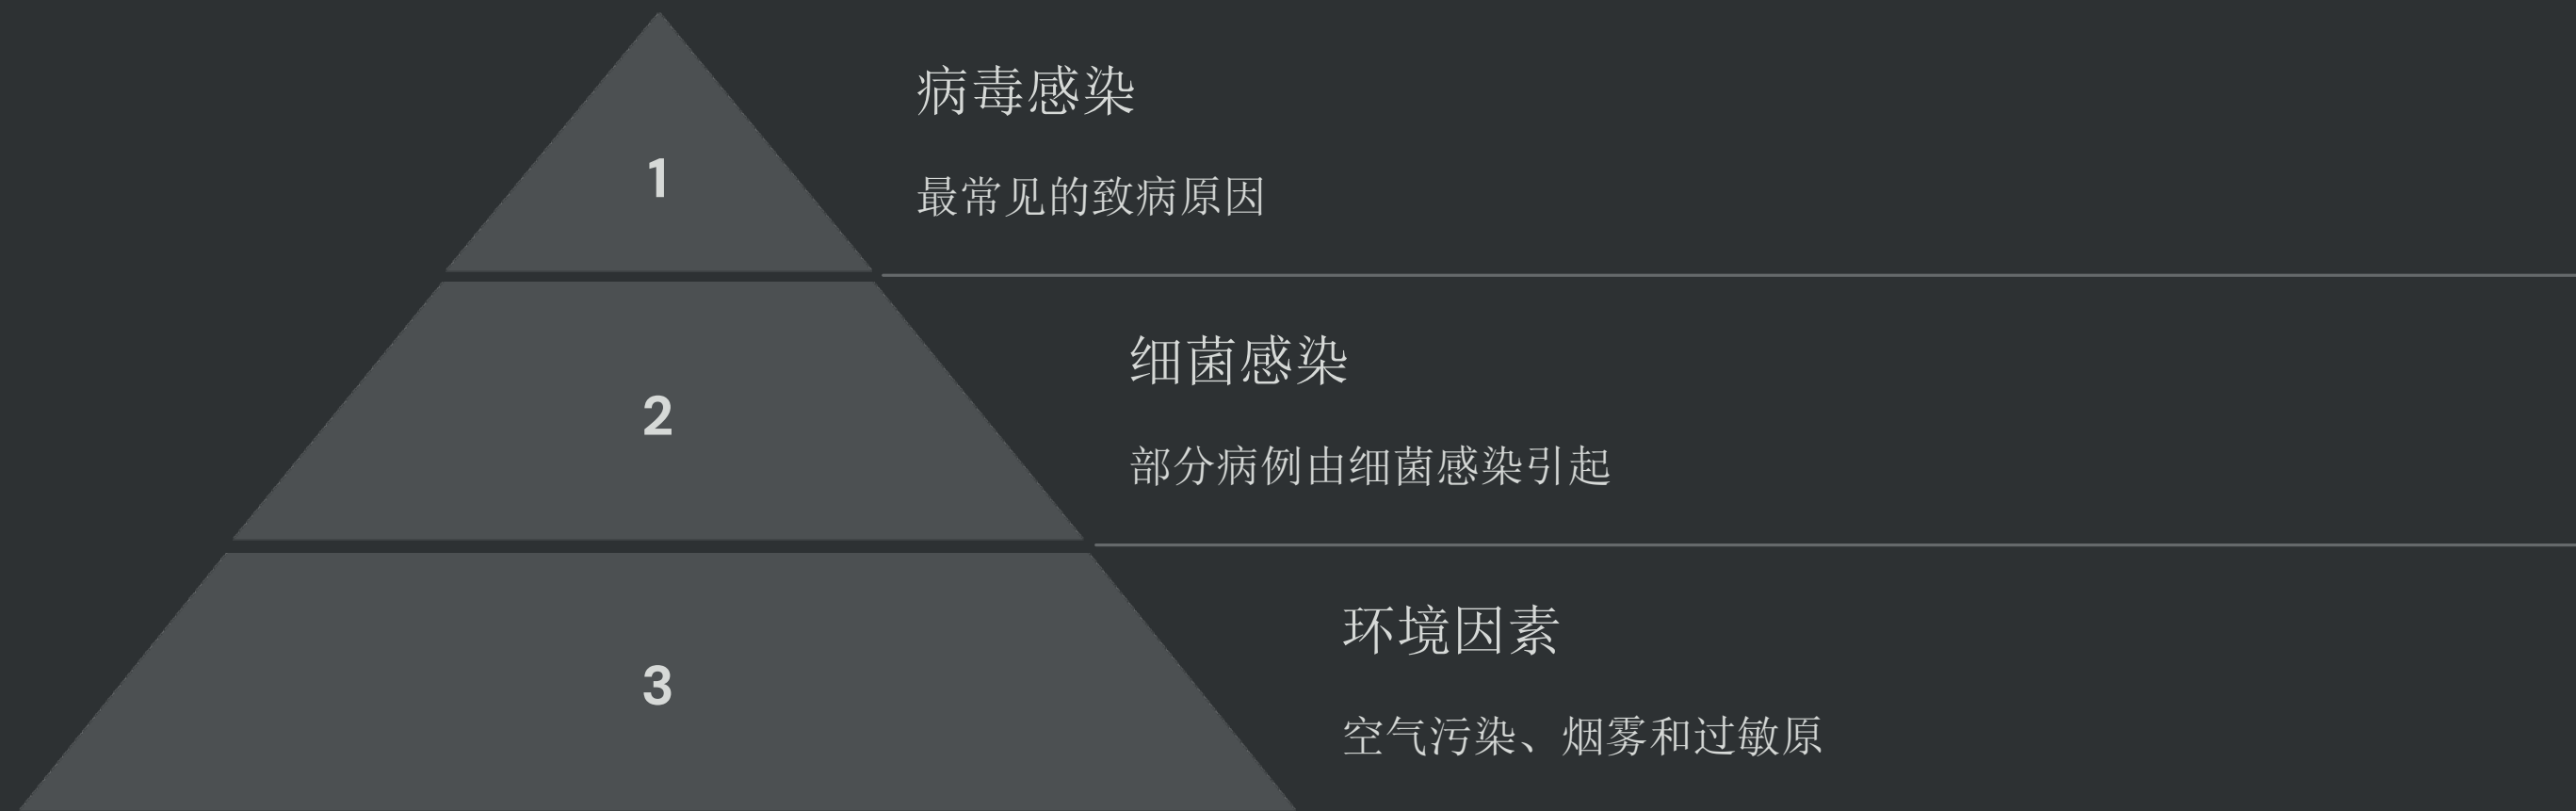 1
病毒感染
最常见的致病原因
2
细菌感染
部分病例由细菌感染引起
3
环境因素
空气污染、烟雾和过敏原